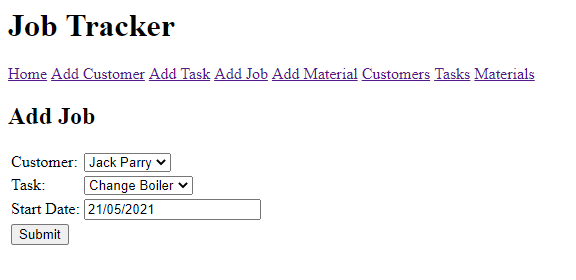 Job Tracker
Home Add Customer Add Task Add Job Add Material Customers Tasks Materials
Add Job
Customer: Jack Parry
Task: Change Boiler
Start Date: 21/05/2021
Submit